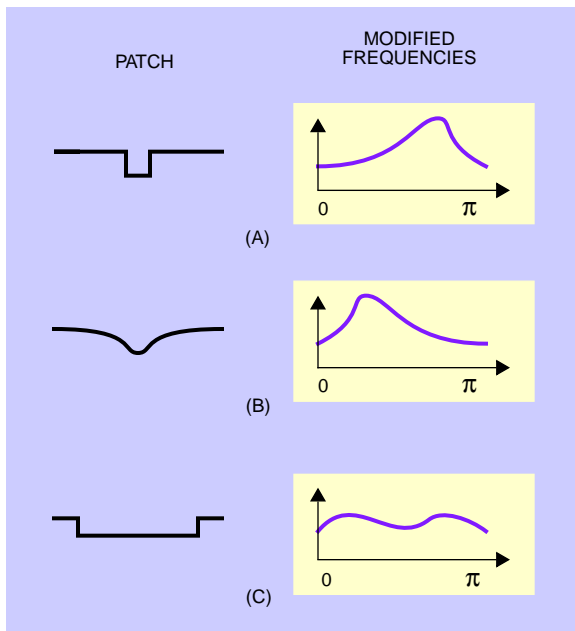 PATCH
MODIFIED
FREQUENCIES
0 π
(A)
0 π
(B)
0 π
(C)